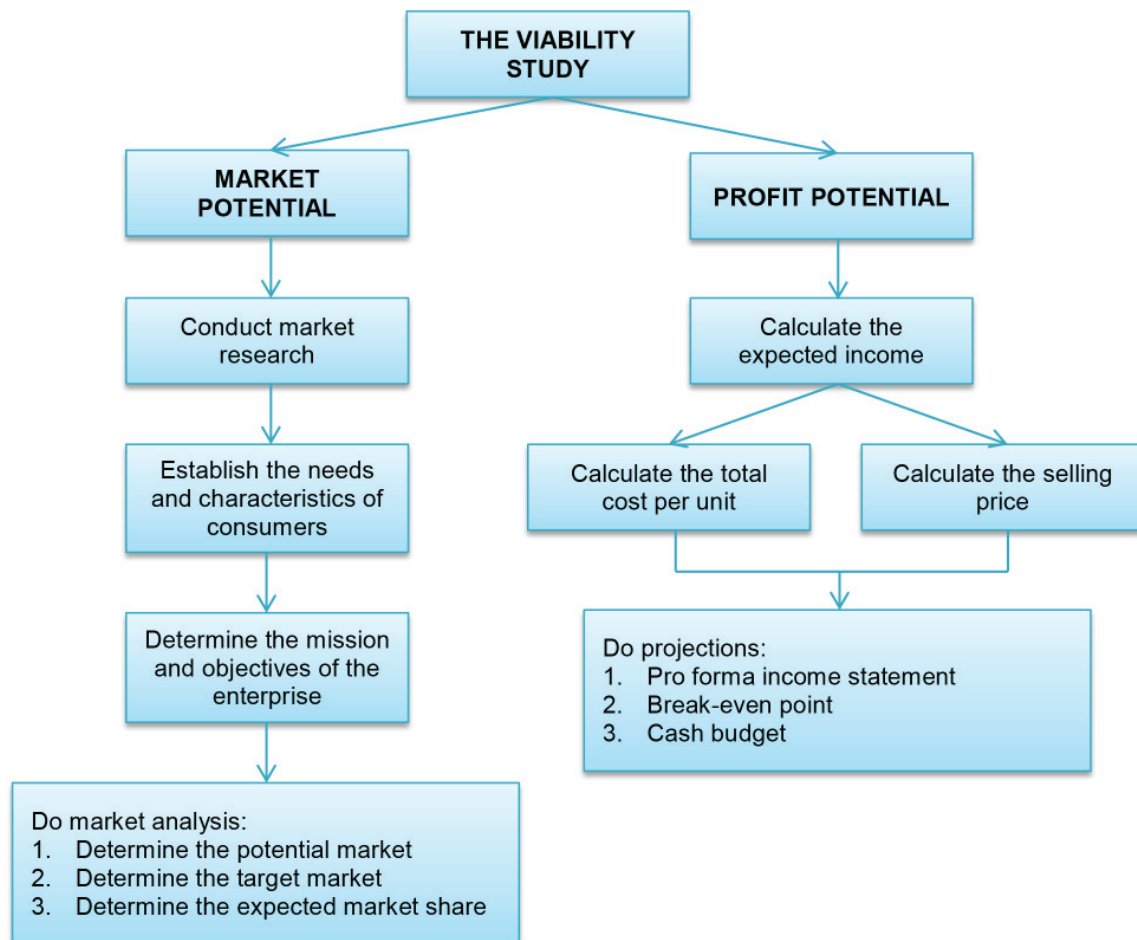 THE VIABILITY
STUDY
MARKET
POTENTIAL
PROFIT POTENTIAL
Conduct market
research
Calculate the
expected income
Establish the needs
and characteristics of
consumers
Calculate the total
cost per unit
Calculate the selling
price
Determine the mission
and objectives of the
enterprise
Do projections:
1. Pro forma income statement
2. Break-even point
3. Cash budget
Do market analysis:
1. Determine the potential market
2. Determine the target market
3. Determine the expected market share